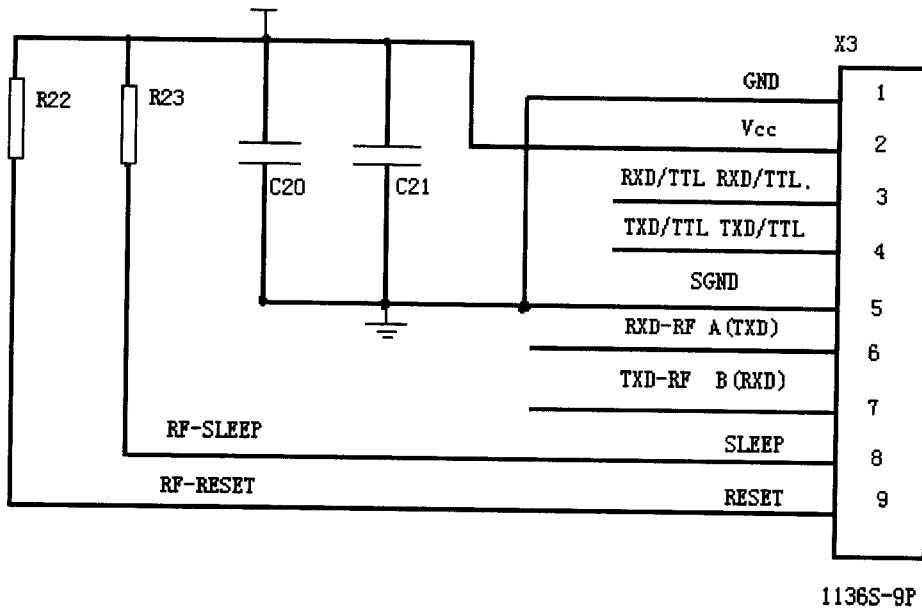 X3
GND
1
R22
R23
Vcc
2
C20
C21
RXD/TTL RXD/TTL.
3
TXD/TTL TXD/TTL
4
SGND
5
RXD-RF A(TXD)
6
TXD-RF B(RXD)
7
RF-SLEEP
SLEEP
8
RF-RESET
RESET
9
1136S-9P